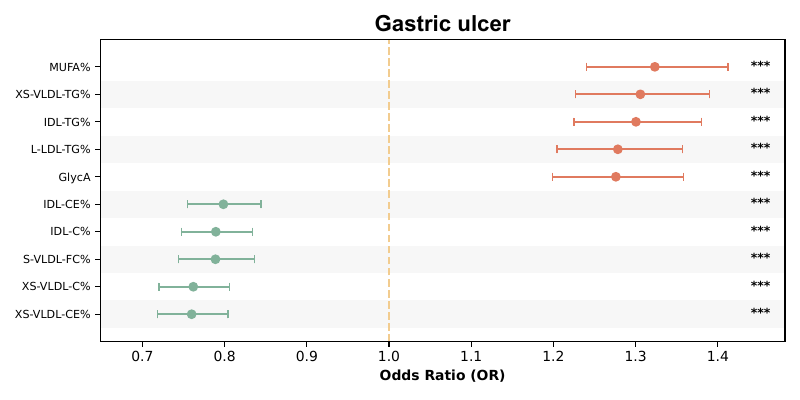 Gastric ulcer
MUFA% ***
XS-VLDL-TG% ***
IDL-TG% ***
L-LDL-TG% ***
GlycA ***
IDL-CE% ***
IDL-C% ***
S-VLDL-FC% ***
XS-VLDL-C% ***
XS-VLDL-CE% ***
0.7 0.8 0.9 1.0 1.1 1.2 1.3 1.4
Odds Ratio (OR)